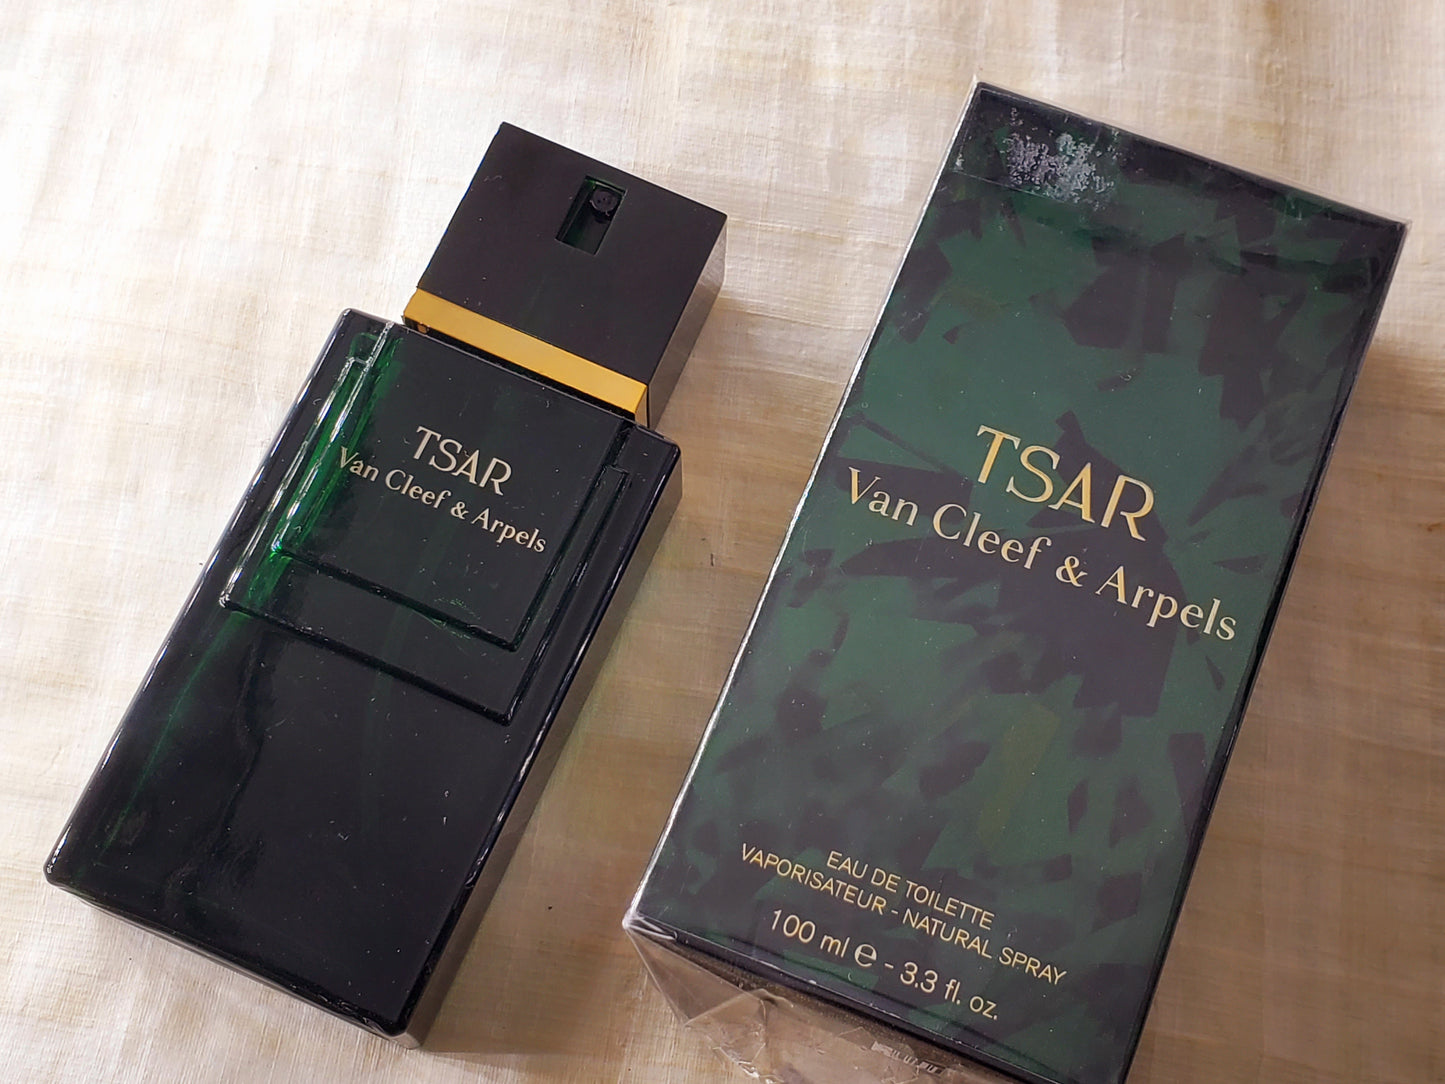 TSAR
Van Cleef & Arpels
TSAR
Van Cleef & Arpels
EAU DE TOILETTE
VAPORISATEUR - NATURAL SPRAY
100 ml e - 3.3 fl. oz.